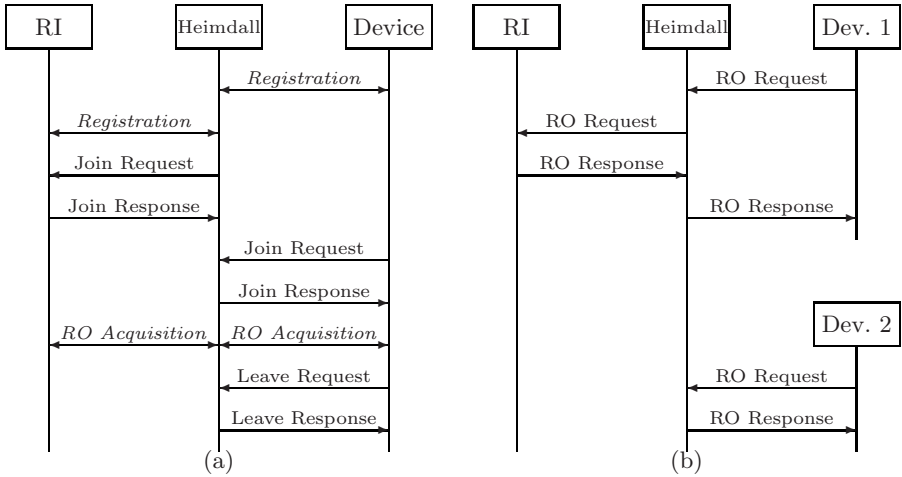 RI
Heimdall
Device
Registration
Registration
Join Request
Join Response
Join Request
Join Response
RO Acquisition
RO Acquisition
Leave Request
Leave Response
(a)
RI
Heimdall
Dev. 1
RO Request
RO Request
RO Response
RO Response
Dev. 2
RO Request
RO Response
(b)